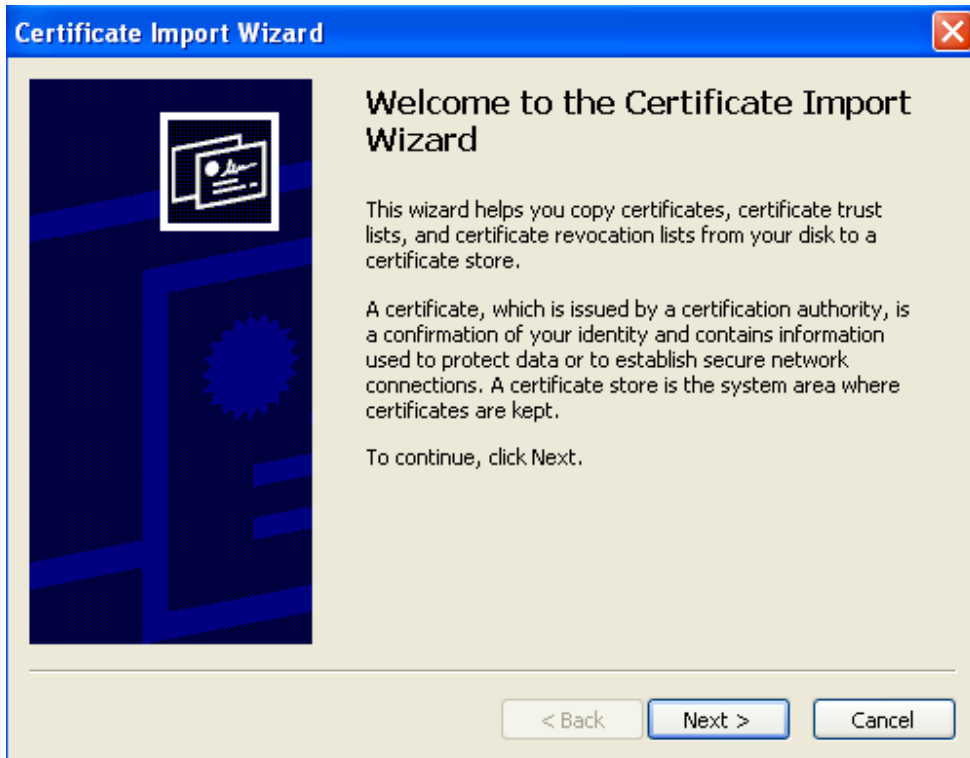 Certificate Import Wizard
Welcome to the Certificate Import
Wizard
This wizard helps you copy certificates, certificate trust
lists, and certificate revocation lists from your disk to a
certificate store.
A certificate, which is issued by a certification authority, is
a confirmation of your identity and contains information
used to protect data or to establish secure network
connections. A certificate store is the system area where
certificates are kept.
To continue, click Next.
< Back
Next >
Cancel